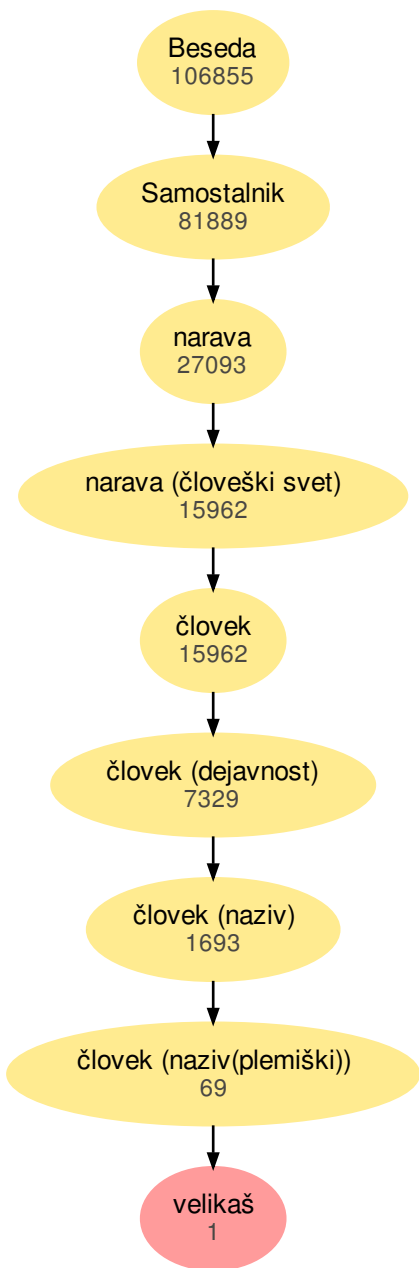 Beseda
106855
Samostalnik
81889
narava
27093
narava (človeški svet)
15962
človek
15962
človek (dejavnost)
7329
človek (naziv)
1693
človek (naziv(plemiški))
69
velikaš
1